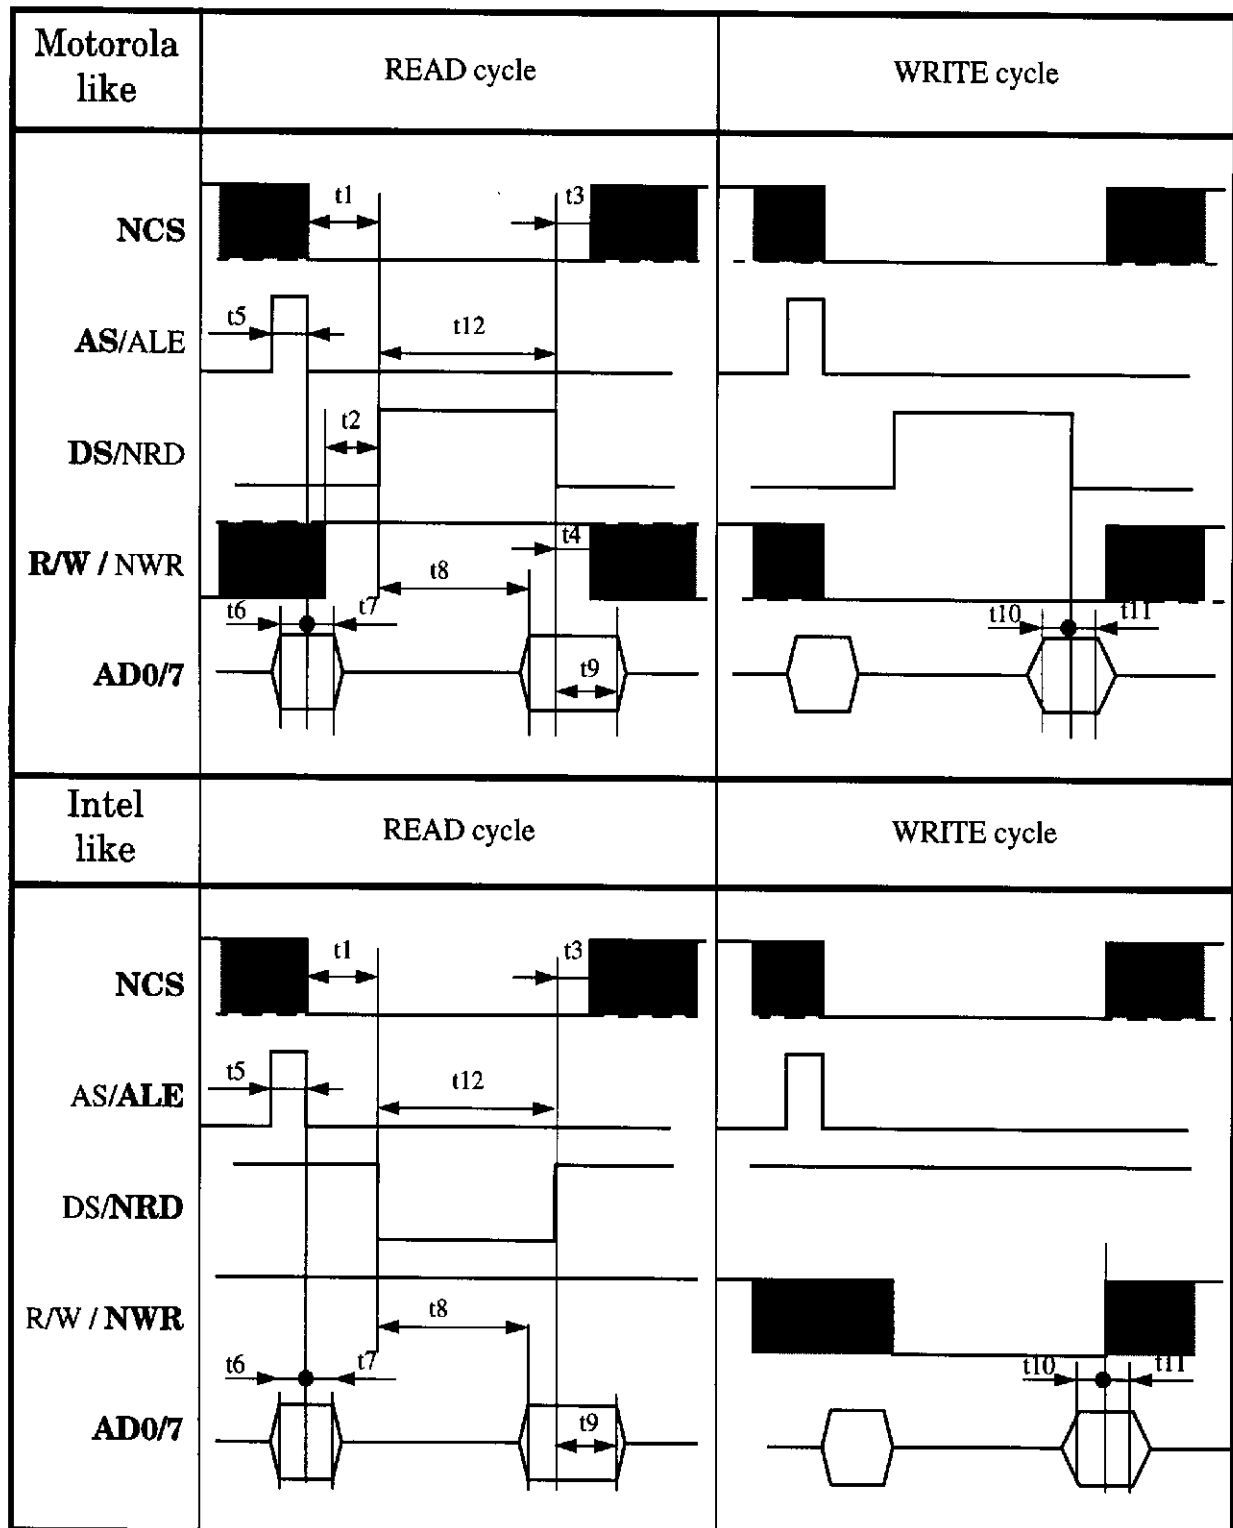 Motorola
like
READ cycle
WRITE cycle
NCS
t1
t3
AS/ALE
t5
t12
DS/NRD
t2
R/W / NWR
t4
t8
t6
t7
t10
t11
AD0/7
t9
Intel
like
READ cycle
WRITE cycle
NCS
t1
t3
AS/ALE
t5
t12
DS/NRD
R/W / NWR
t8
t6
t7
t10
t11
AD0/7
t9